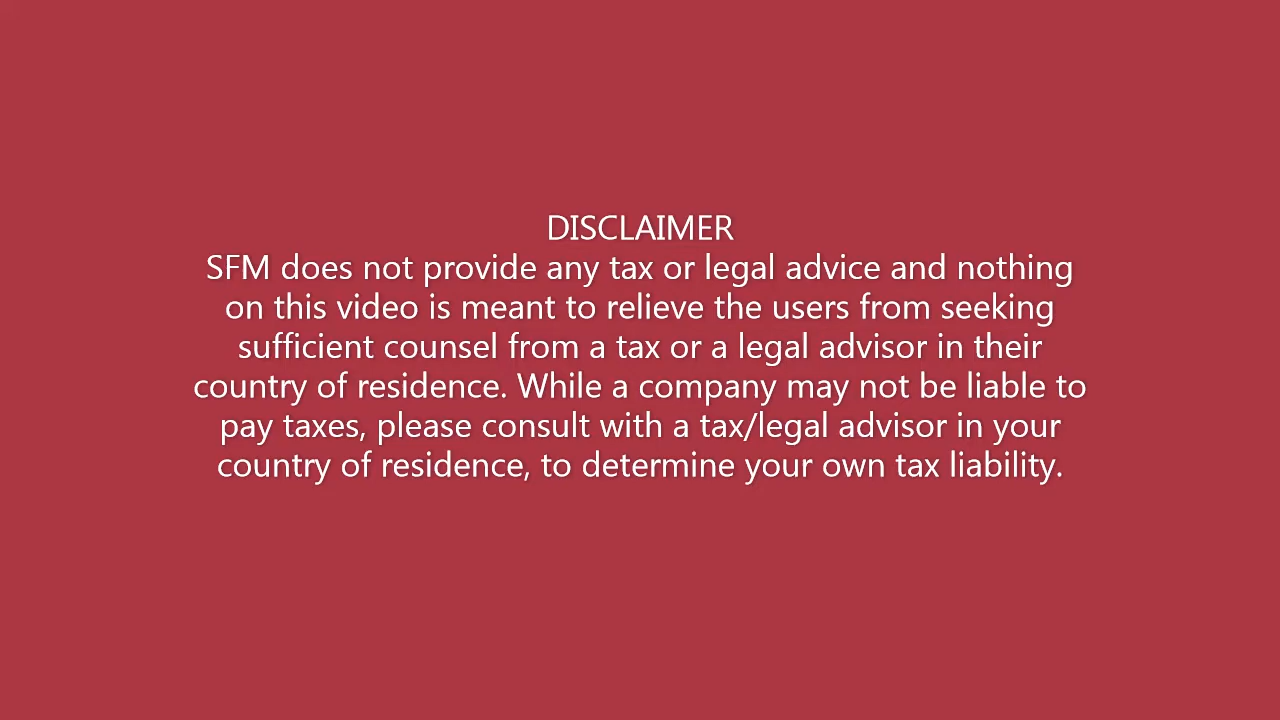 DISCLAIMER
SFM does not provide any tax or legal advice and nothing
on this video is meant to relieve the users from seeking
sufficient counsel from a tax or a legal advisor in their
country of residence. While a company may not be liable to
pay taxes, please consult with a tax/legal advisor in your
country of residence, to determine your own tax liability.